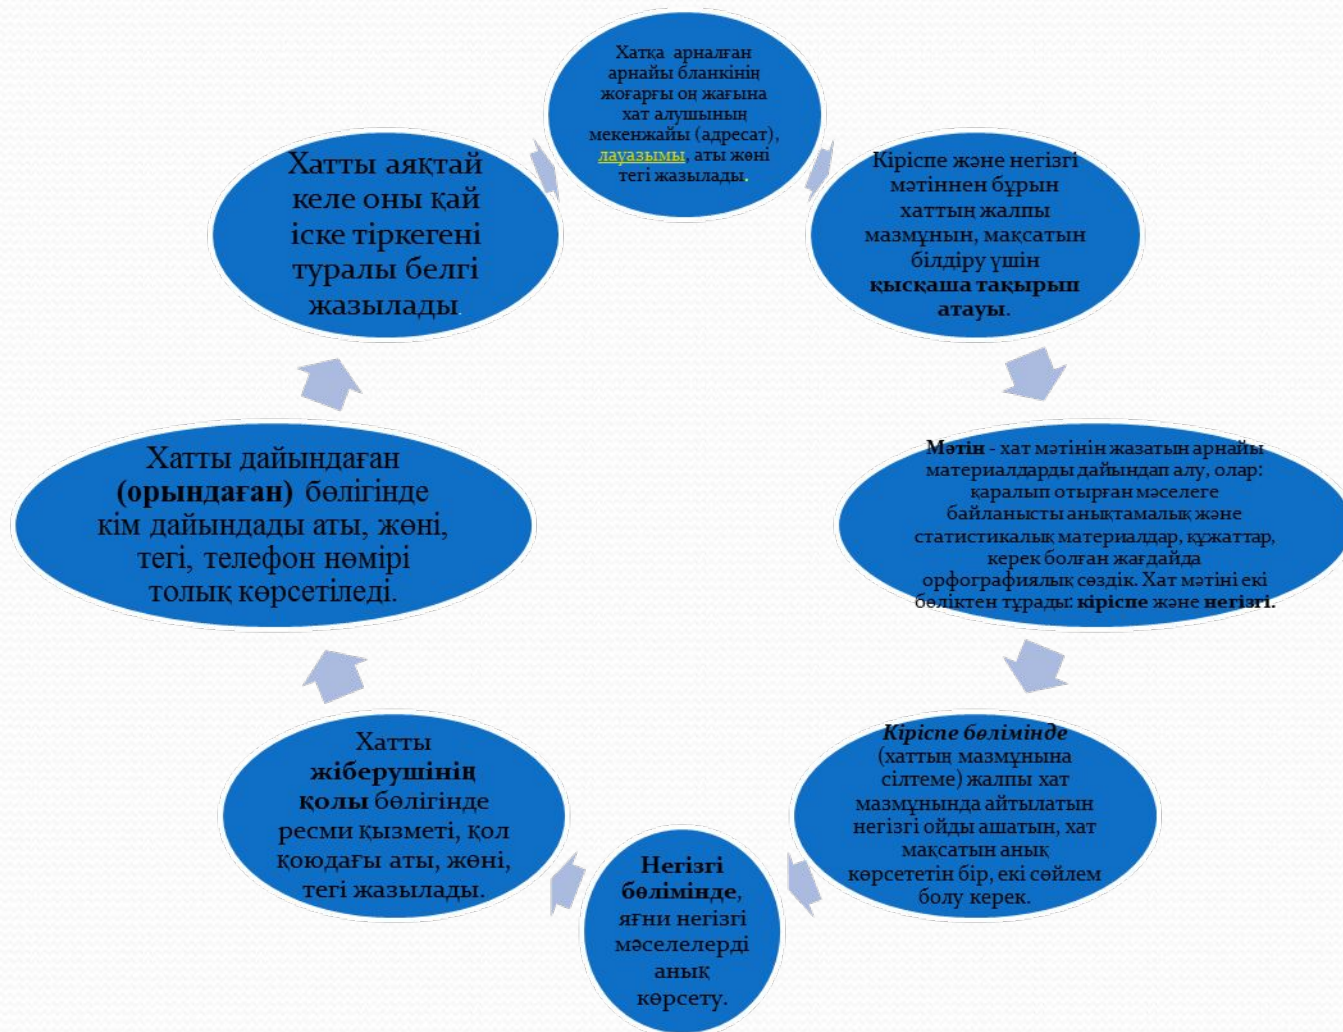 Хатқа арналған
арнайы бланкінің
жоғарғы оң жағына
хат алушының
мекенжайы (адресат),
лауазымы, аты жөні
тегі жазылады.
Кіріспе және негізгі
мәтіннен бұрын
хаттың жалпы
мазмұнын, мақсатын
білдіру үшін
қысқаша тақырып
атауы.
Мәтін - хат мәтінін жазатын арнайы
материалдарды дайындап алу, олар:
қаралып отырған мәселеге
байланысты анықтамалық және
статистикалық материалдар, құжаттар,
керек болған жағдайда
орфографиялық сөздік. Хат мәтіні екі
бөліктен тұрады: кіріспе және негізгі.
Кіріспе бөлімінде
(хаттың мазмұнына
сілтеме) жалпы хат
мазмұнында айтылатын
негізгі ойды ашатын, хат
мақсатын анық
көрсететін бір, екі сөйлем
болу керек.
Негізгі
бөлімінде,
яғни негізгі
мәселелерді
анық
көрсету.
Хатты
жіберушінің
қолы бөлігінде
ресми қызметі, қол
қоюдағы аты, жөні,
тегі жазылады.
Хатты дайындаған
(орындаған) бөлігінде
кім дайындады аты, жөні,
тегі, телефон нөмірі
толық көрсетіледі.
Хатты аяқтай
келе оны қай
іске тіркегені
туралы белгі
жазылады.